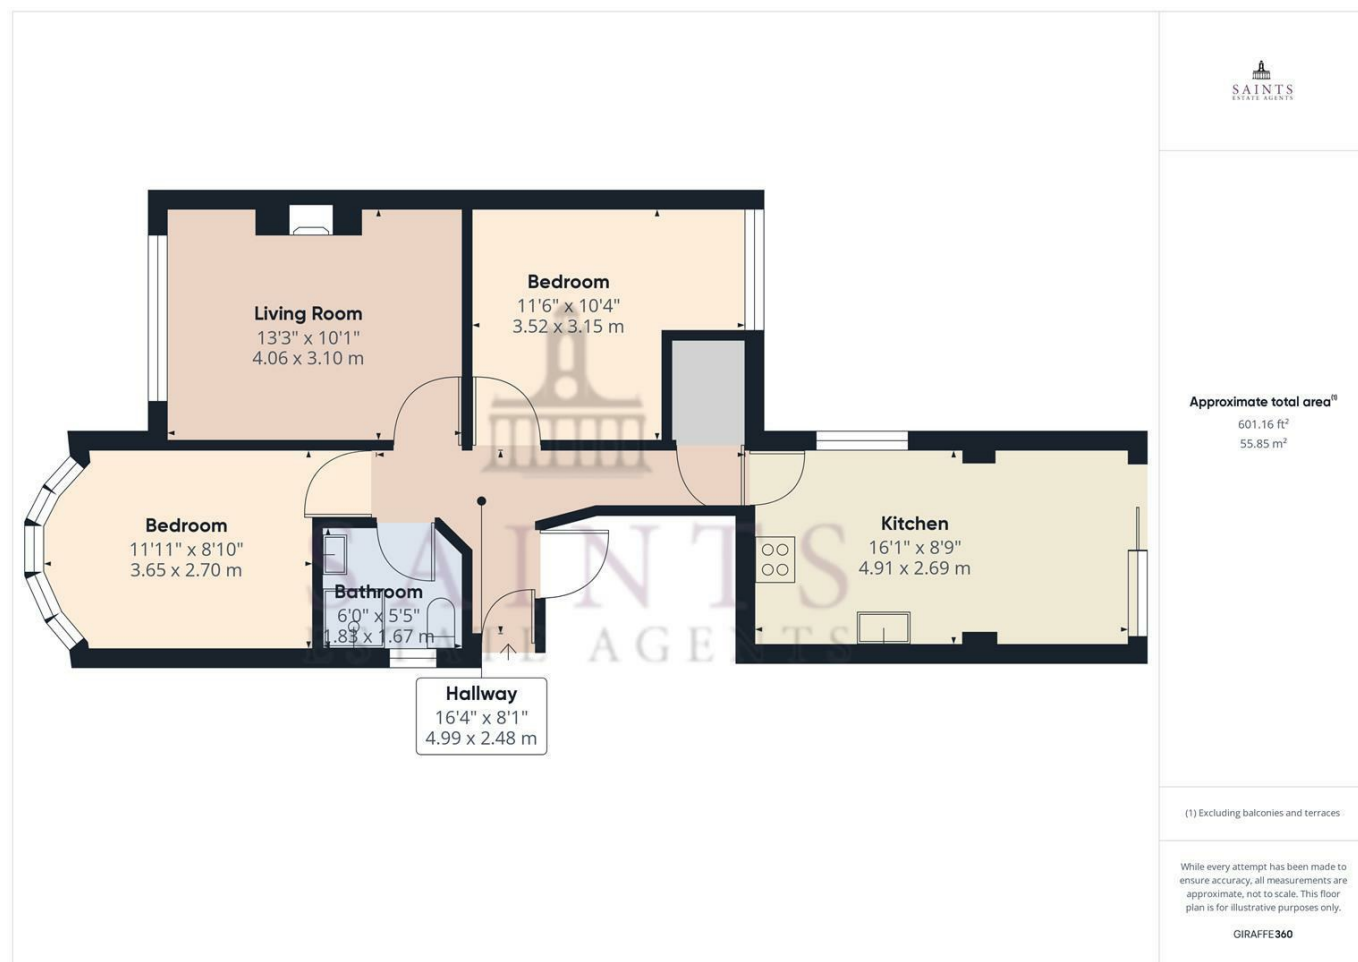 SAINTS
ESTATE AGENTS
Living Room
13'3" x 10'1"
4.06 x 3.10 m
Bedroom
11'6" x 10'4"
3.52 x 3.15 m
Bedroom
11'11" x 8'10"
3.65 x 2.70 m
Bathroom
6'0" x 5'5"
1.83 x 1.67 m
Kitchen
16'1" x 8'9"
4.91 x 2.69 m
Hallway
16'4" x 8'1"
4.99 x 2.48 m
SAINTS
ESTATE AGENTS
Approximate total area(1)
601.16 ft²
55.85 m²
(1) Excluding balconies and terraces
While every attempt has been made to
ensure accuracy, all measurements are
approximate, not to scale. This floor
plan is for illustrative purposes only.
GIRAFFE360